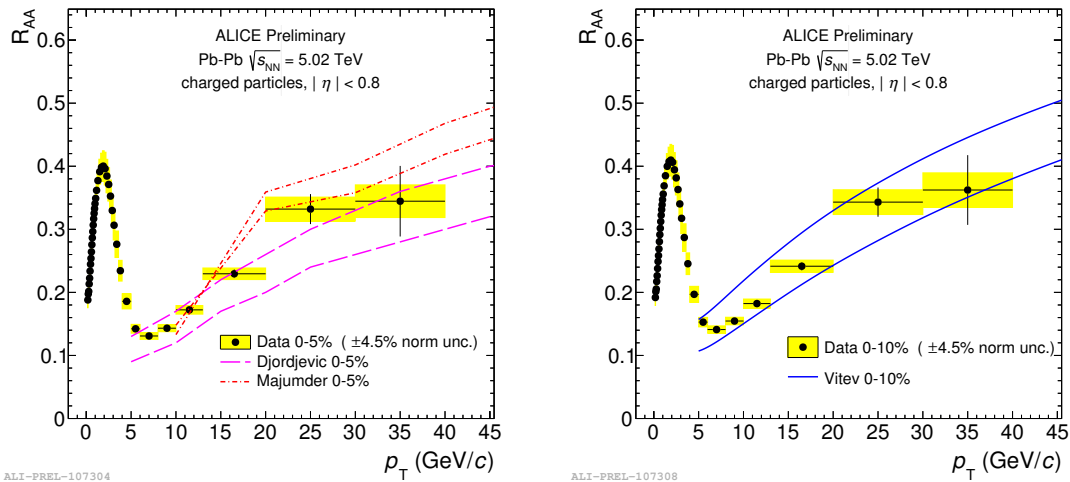 R_AA
0.6
0.5
0.4
0.3
0.2
0.1
0
ALICE Preliminary
Pb-Pb √s_NN = 5.02 TeV
charged particles, | η | < 0.8
Data 0-5% ( ±4.5% norm unc.)
Djordjevic 0-5%
Majumder 0-5%
0 5 10 15 20 25 30 35 40 45
p_T (GeV/c)
ALI-PREL-107304
R_AA
0.6
0.5
0.4
0.3
0.2
0.1
0
ALICE Preliminary
Pb-Pb √s_NN = 5.02 TeV
charged particles, | η | < 0.8
Data 0-10% ( ±4.5% norm unc.)
Vitev 0-10%
0 5 10 15 20 25 30 35 40 45
p_T (GeV/c)
ALI-PREL-107308